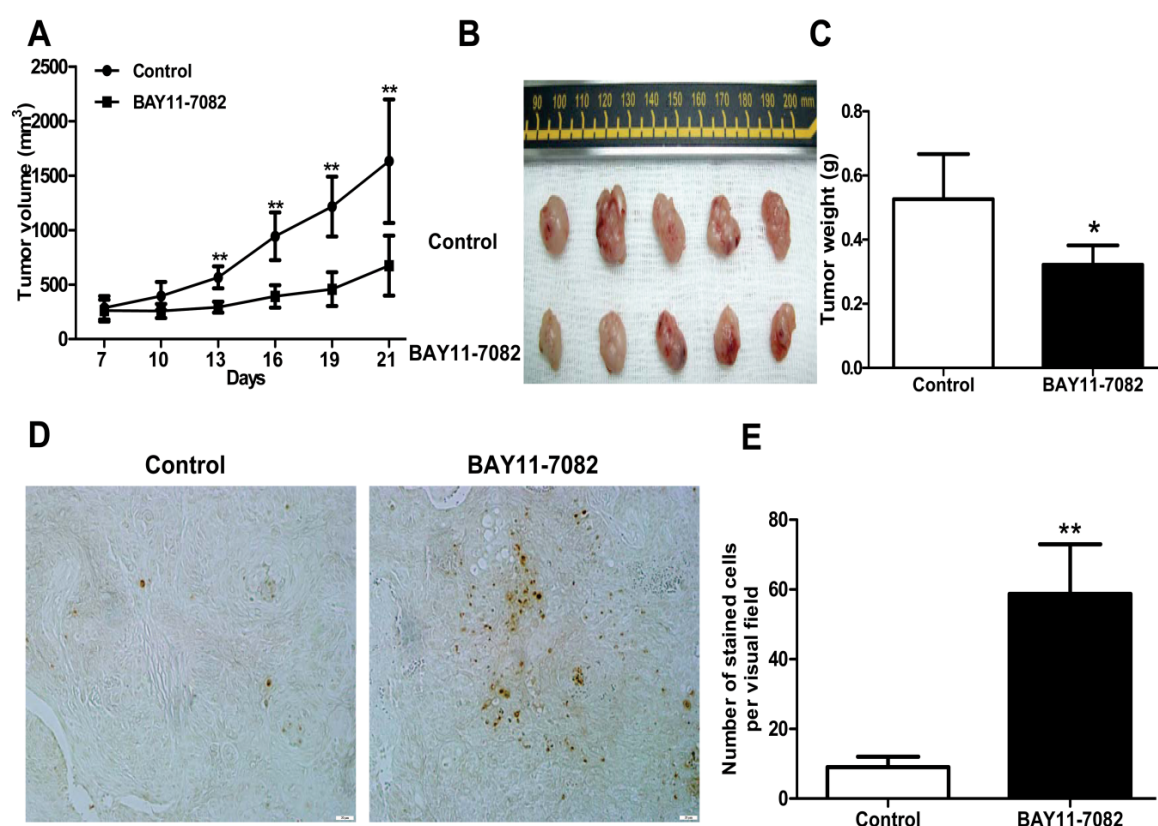 A
Tumor volume (mm³)
2500
2000
1500
1000
500
0
Control
BAY11-7082
**
**
**
**
7 10 13 16 19 21
Days
B
90 100 110 120 130 140 150 160 170 180 190 200 mm
Control
BAY11-7082
C
Tumor weight (g)
0.8
0.6
0.4
0.2
0.0
*
Control BAY11-7082
D
Control BAY11-7082
E
Number of stained cells
per visual field
80
60
40
20
0
**
Control BAY11-7082